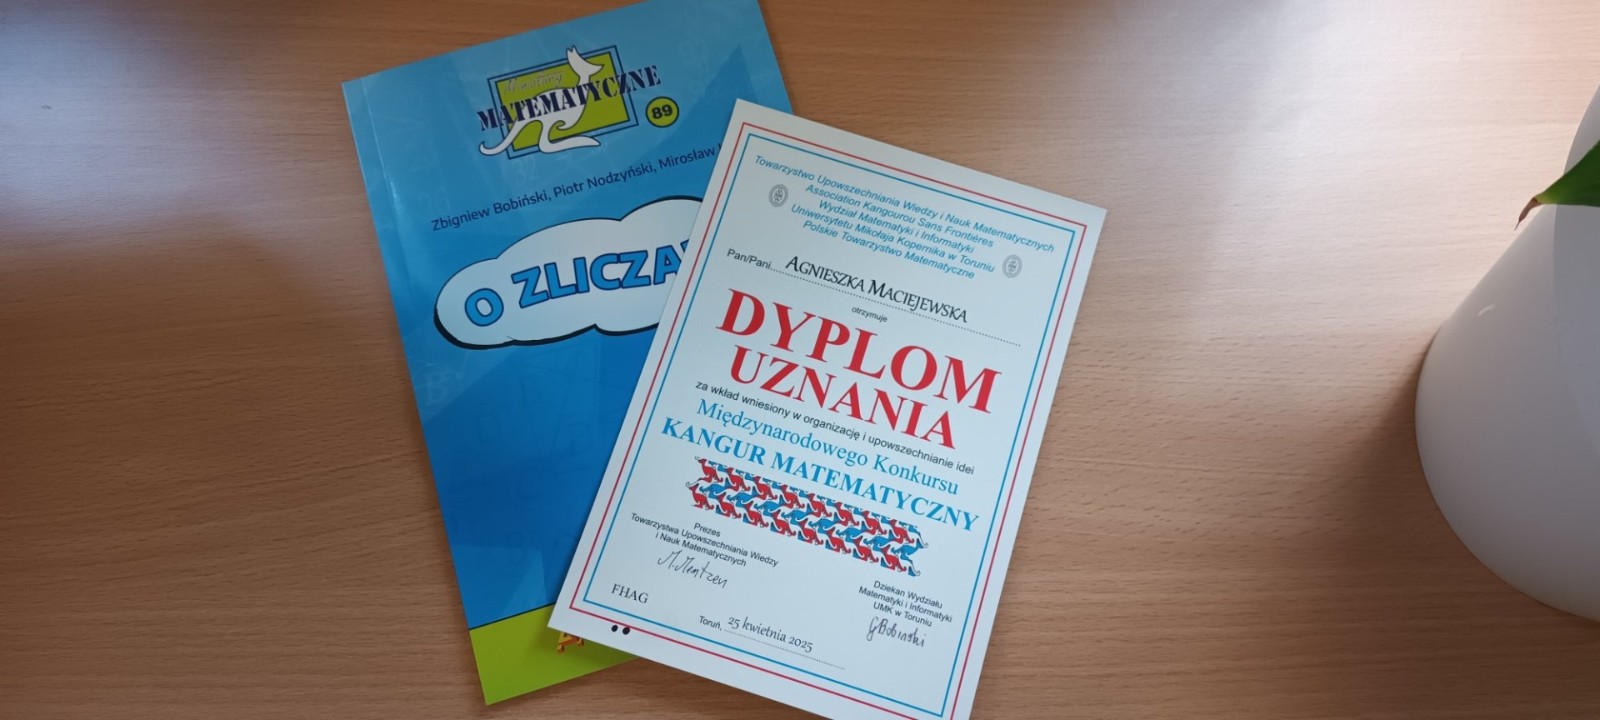 Miniatury
MATEMATYCZNE
89
Zbigniew Bobiński, Piotr Nodzyński, Mirosław
O ZLICZA
Towarzystwo Upowszechniania Wiedzy i Nauk Matematycznych
Association Kangourou Sans Frontières
Wydział Matematyki i Informatyki
Uniwersytetu Mikołaja Kopernika w Toruniu
Polskie Towarzystwo Matematyczne
Pan/Pani AGNIESZKA MACIEJEWSKA
otrzymuje
DYPLOM
UZNANIA
za wkład wniesiony w organizację i upowszechnianie idei
Międzynarodowego Konkursu
KANGUR MATEMATYCZNY
Prezes
Towarzystwa Upowszechniania Wiedzy
i Nauk Matematycznych
M. Mentzen
Dziekan Wydziału
Matematyki i Informatyki
UMK w Toruniu
GBobiński
FHAG
Toruń, 25 kwietnia 2025